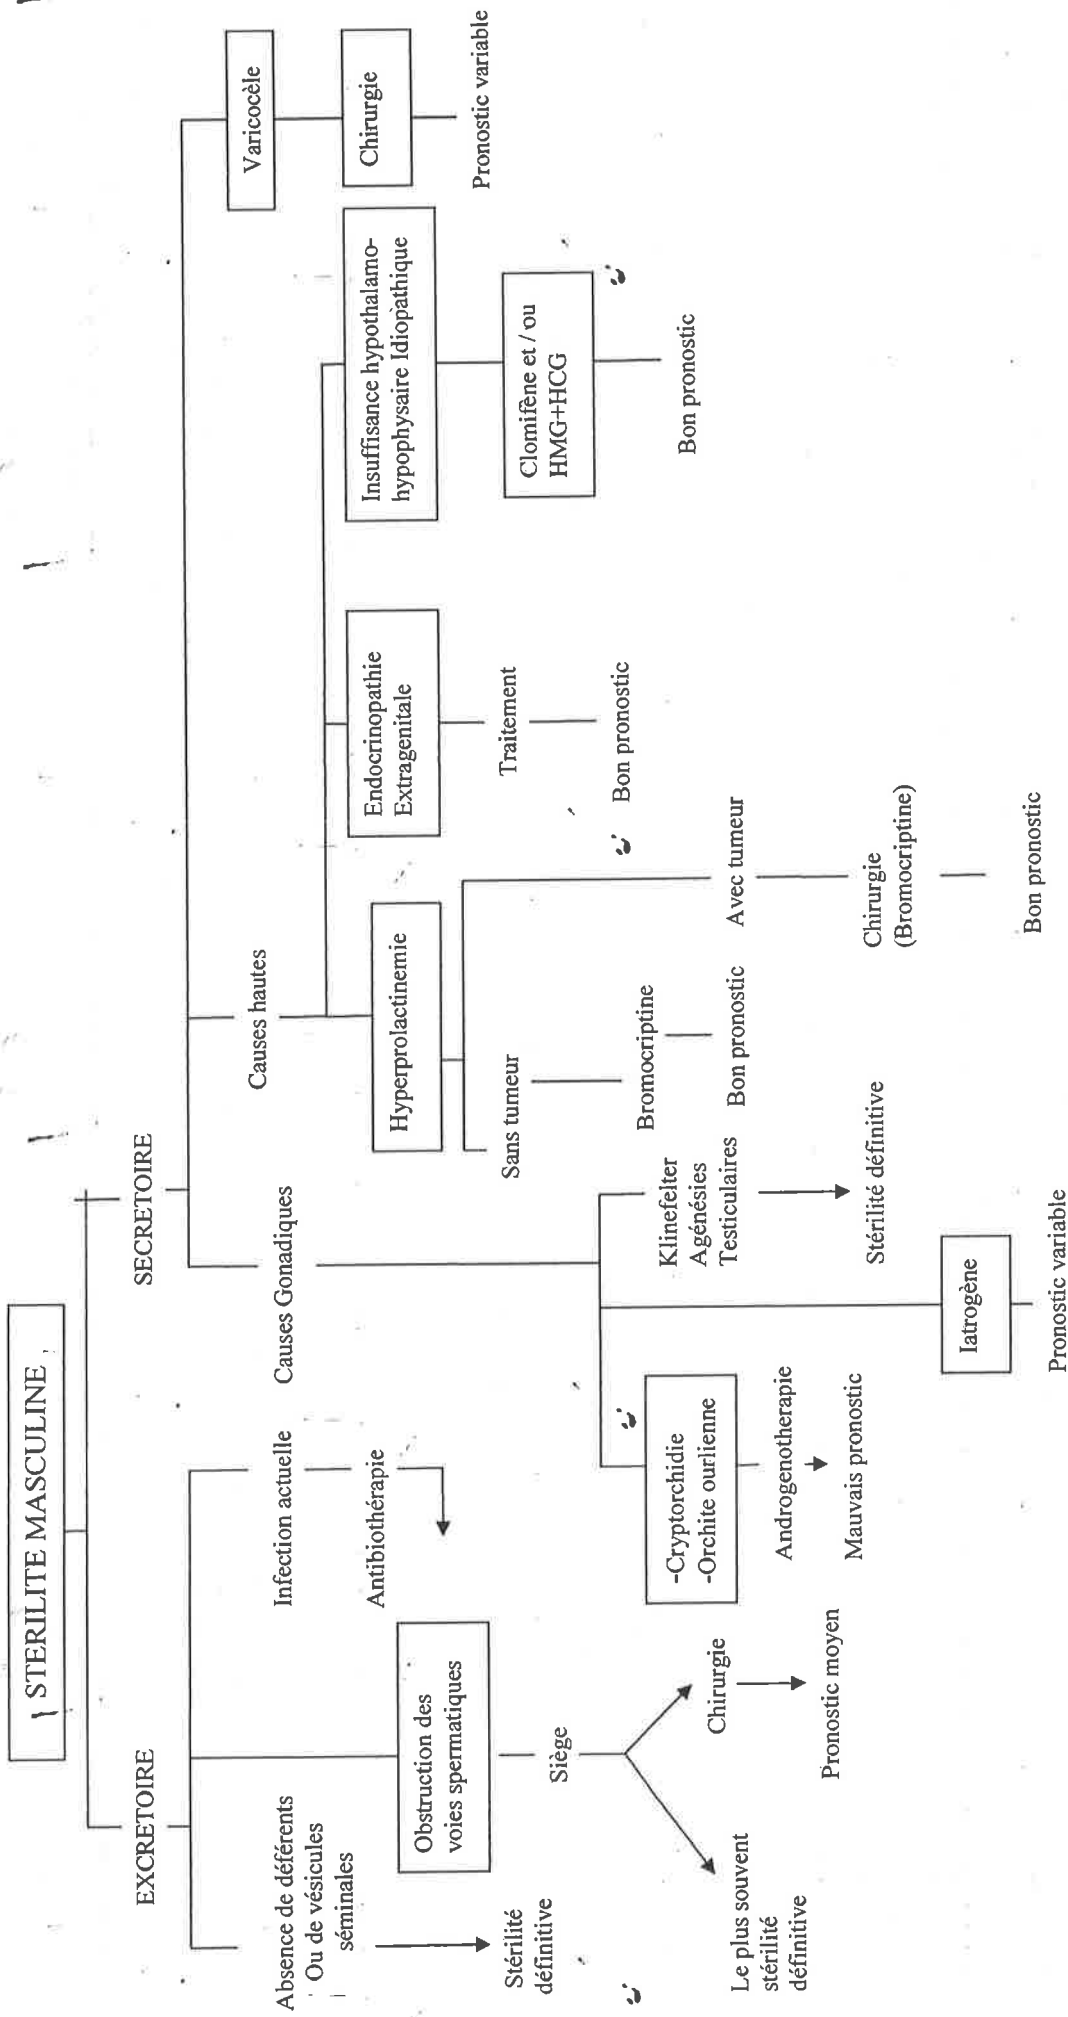 STERILITE MASCULINE
EXCRETOIRE
SECRETOIRE
Absence de déférents
Ou de vésicules
séminales
Stérilité
définitive
Obstruction des
voies spermatiques
Siège
Le plus souvent
stérilité
définitive
Chirurgie
Pronostic moyen
Infection actuelle
Antibiothérapie
Causes Gonadiques
-Cryptorchidie
-Orchite ourlienne
Androgenotherapie
Mauvais pronostic
Iatrogène
Pronostic variable
Klinefelter
Agénésies
Testiculaires
Stérilité définitive
Causes hautes
Hyperprolactinemie
Sans tumeur
Bromocriptine
Bon pronostic
Avec tumeur
Chirurgie
(Bromocriptine)
Bon pronostic
Endocrinopathie
Extragenitale
Traitement
Bon pronostic
Insuffisance hypothalamo-
hypophysaire Idiopathique
Clomifène et / ou
HMG+HCG
Bon pronostic
Varicocèle
Chirurgie
Pronostic variable